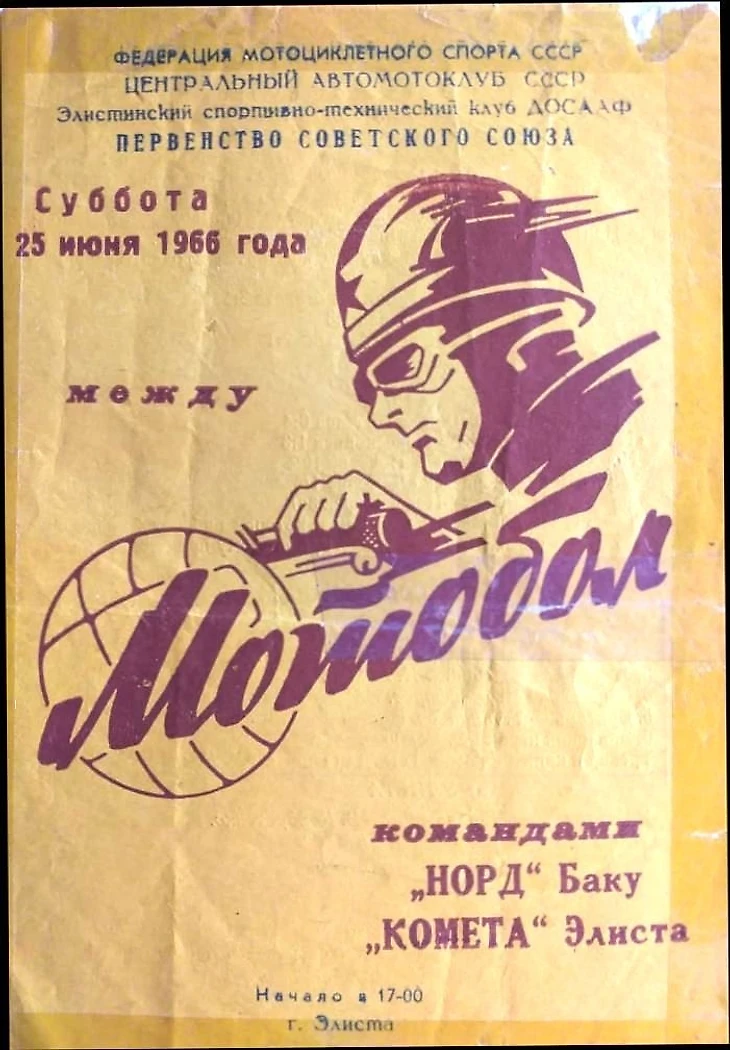 ФЕДЕРАЦИЯ МОТОЦИКЛЕТНОГО СПОРТА СССР
ЦЕНТРАЛЬНЫЙ АВТОМОТОКЛУБ СССР
Элистинский спортивно-технический клуб ДОСААФ
ПЕРВЕНСТВО СОВЕТСКОГО СОЮЗА
Суббота
25 июня 1966 года
между
Мотобол
командами
„НОРД“ Баку
„КОМЕТА“ Элиста
Начало в 17-00
г. Элиста